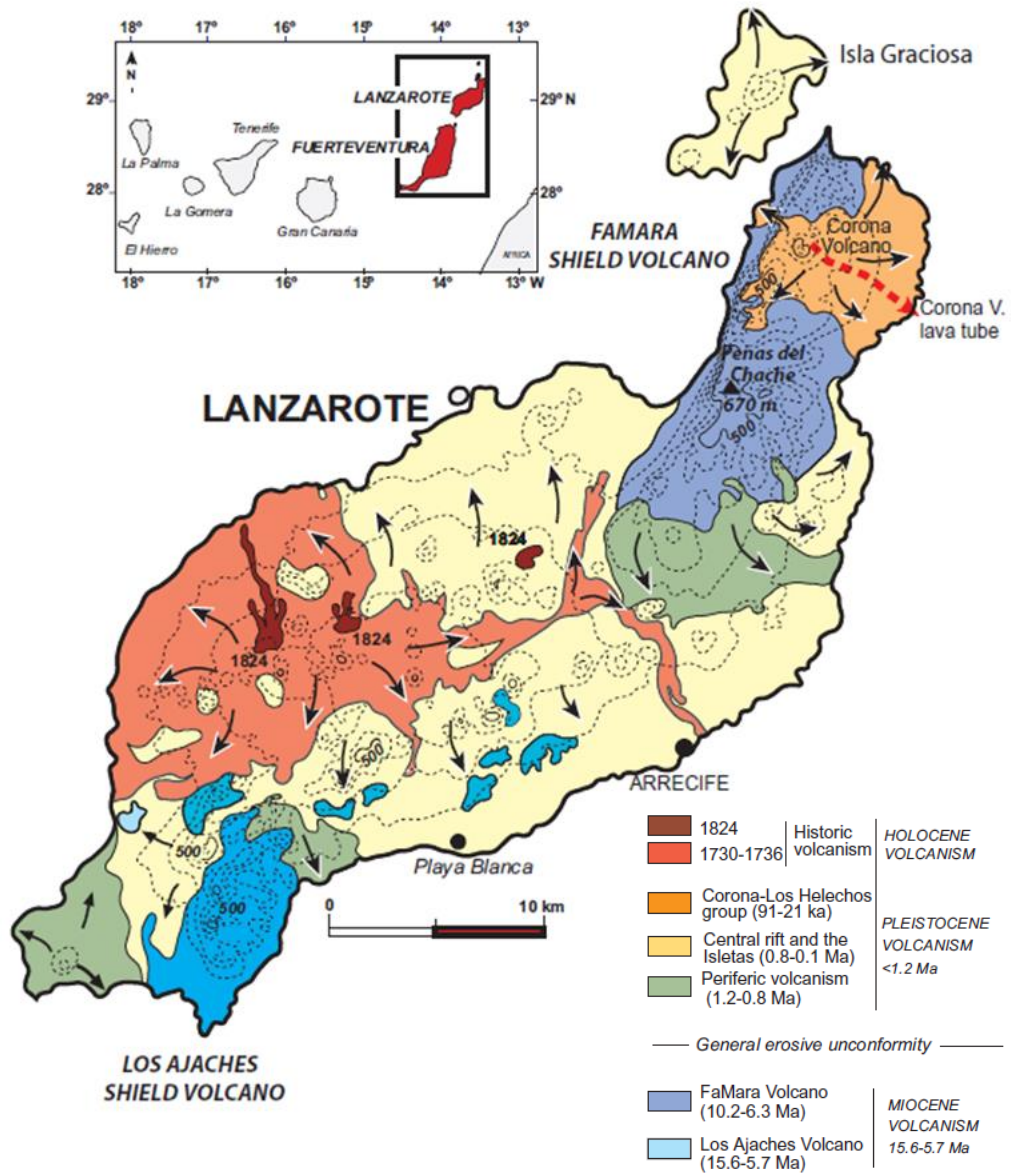 18º 17º 16º 15º 14º 13º
N
29º
29º N
28º
28º
18º 17º 16º 15º 14º 13º W
LANZAROTE
FUERTEVENTURA
Tenerife
La Palma
La Gomera
El Hierro
Gran Canaria
AFRICA
Isla Graciosa
FAMARA
SHIELD VOLCANO
Corona
Volcano
500
Corona V.
lava tube
Peñas del
Chache
670 m
500
LANZAROTE
1824
1824
1824
500
ARRECIFE
500
Playa Blanca
500
0 10 km
LOS AJACHES
SHIELD VOLCANO
1824
1730-1736
Historic
volcanism
HOLOCENE
VOLCANISM
Corona-Los Helechos
group (91-21 ka)
Central rift and the
Isletas (0.8-0.1 Ma)
Periferic volcanism
(1.2-0.8 Ma)
PLEISTOCENE
VOLCANISM
<1.2 Ma
General erosive unconformity
FaMara Volcano
(10.2-6.3 Ma)
Los Ajaches Volcano
(15.6-5.7 Ma)
MIOCENE
VOLCANISM
15.6-5.7 Ma